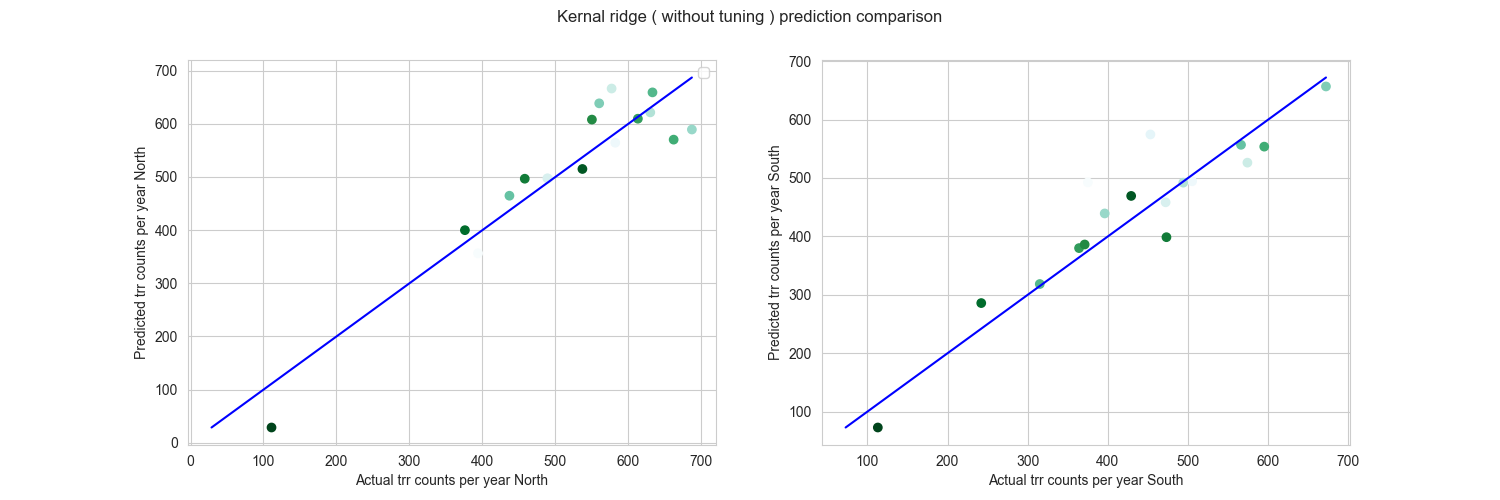 Kernal ridge ( without tuning ) prediction comparison
700
600
500
400
300
200
100
0
Predicted trr counts per year North
0 100 200 300 400 500 600 700
Actual trr counts per year North
700
600
500
400
300
200
100
Predicted trr counts per year South
100 200 300 400 500 600 700
Actual trr counts per year South